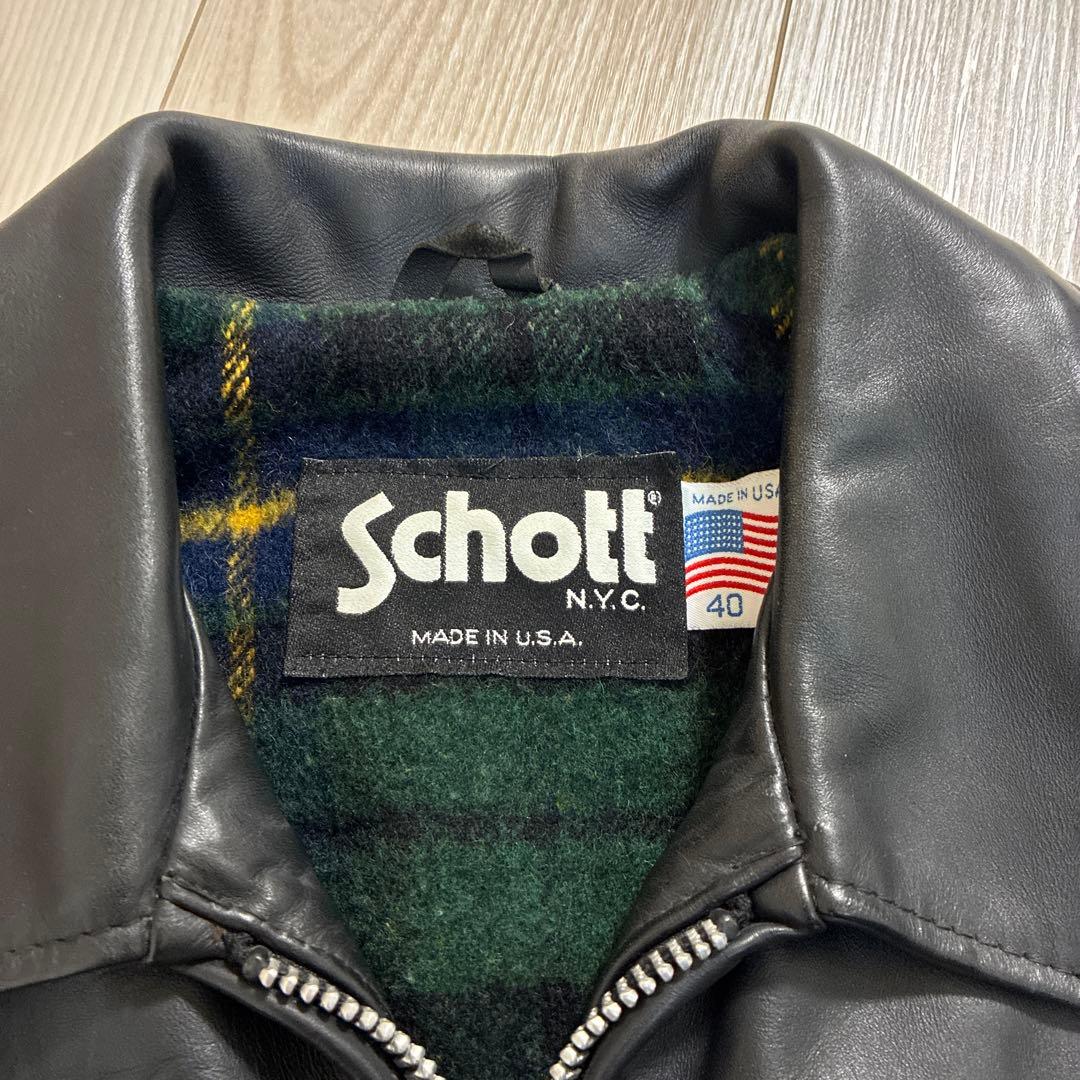 Schott®
N.Y.C.
MADE IN U.S.A.
MADE IN USA
40